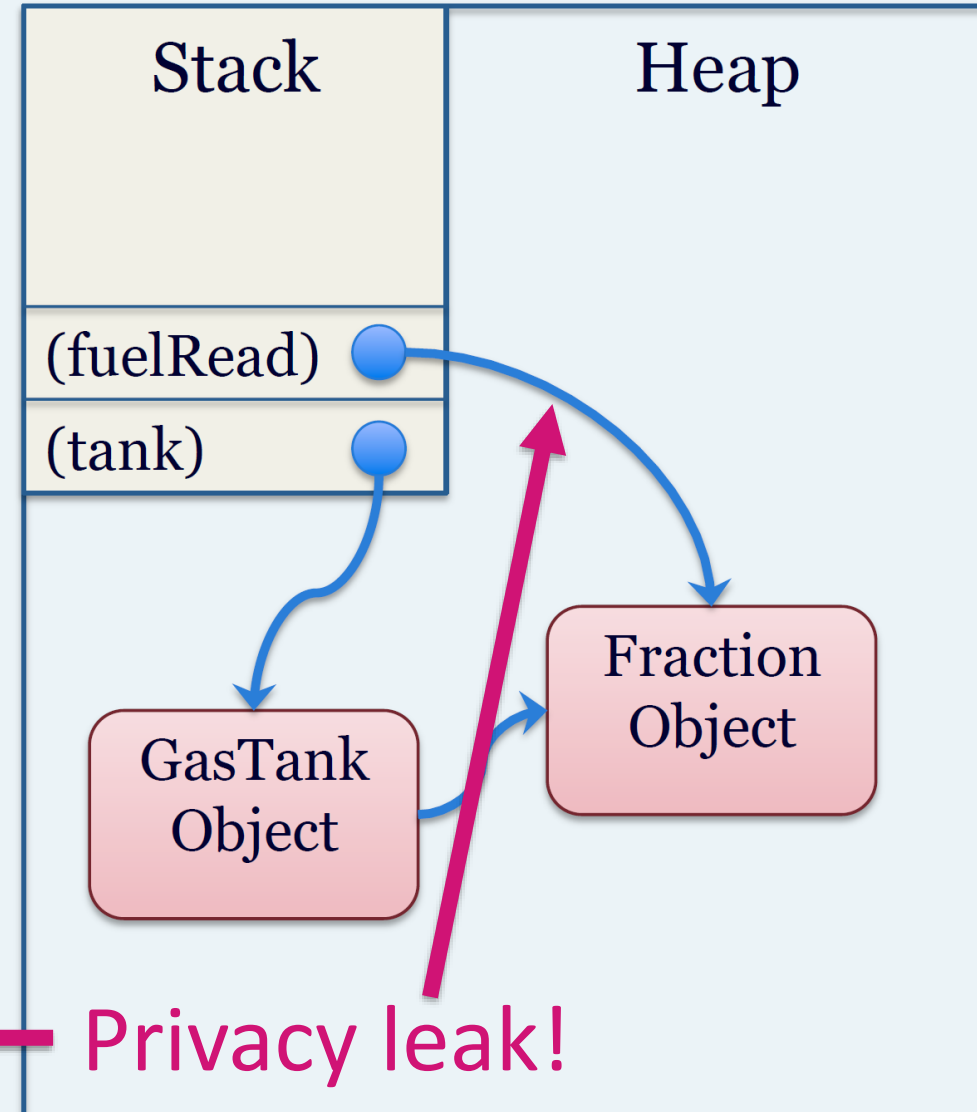 Stack
Heap
(fuelRead)
(tank)
Fraction
Object
GasTank
Object
Privacy leak!